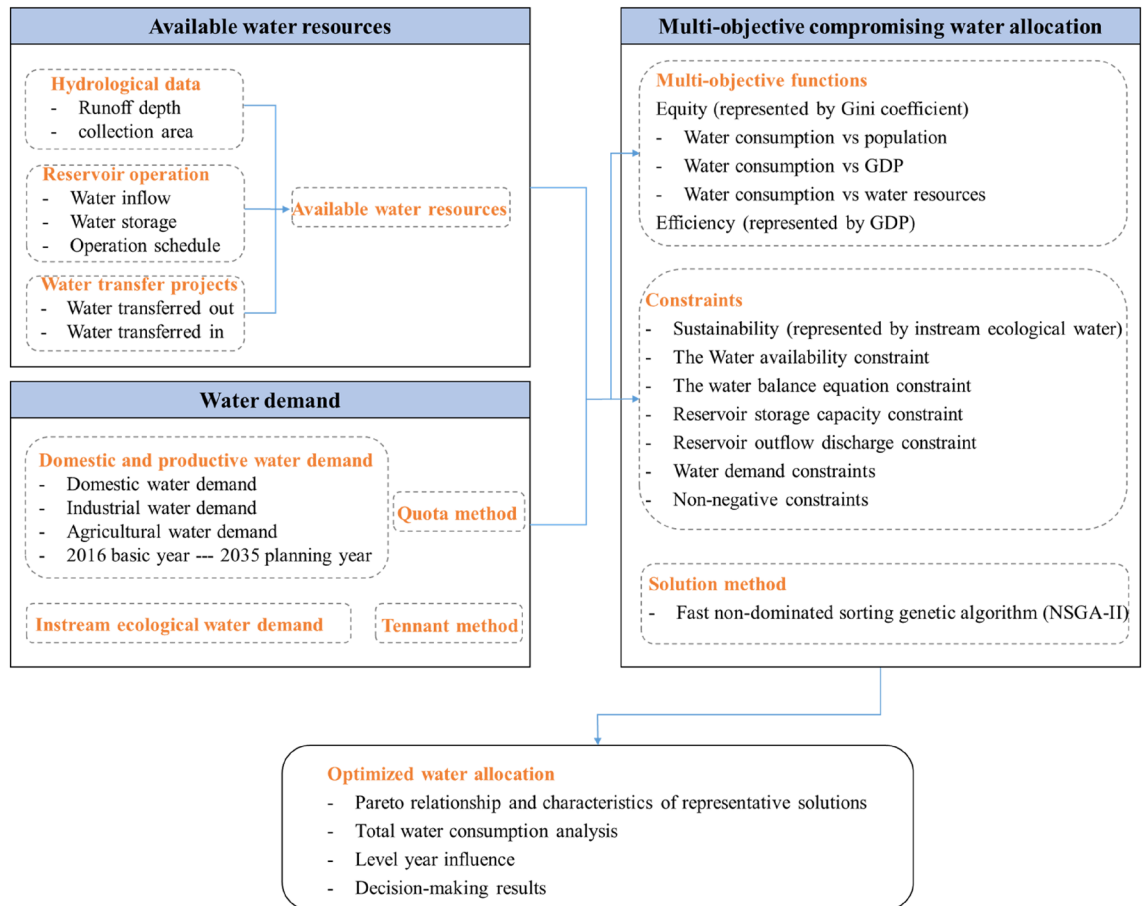 Available water resources
Hydrological data
- Runoff depth
- collection area
Reservoir operation
- Water inflow
- Water storage
- Operation schedule
Water transfer projects
- Water transferred out
- Water transferred in
Available water resources
Water demand
Domestic and productive water demand
- Domestic water demand
- Industrial water demand
- Agricultural water demand
- 2016 basic year --- 2035 planning year
Quota method
Instream ecological water demand
Tennant method
Multi-objective compromising water allocation
Multi-objective functions
Equity (represented by Gini coefficient)
- Water consumption vs population
- Water consumption vs GDP
- Water consumption vs water resources
Efficiency (represented by GDP)
Constraints
- Sustainability (represented by instream ecological water)
- The Water availability constraint
- The water balance equation constraint
- Reservoir storage capacity constraint
- Reservoir outflow discharge constraint
- Water demand constraints
- Non-negative constraints
Solution method
- Fast non-dominated sorting genetic algorithm (NSGA-II)
Optimized water allocation
- Pareto relationship and characteristics of representative solutions
- Total water consumption analysis
- Level year influence
- Decision-making results